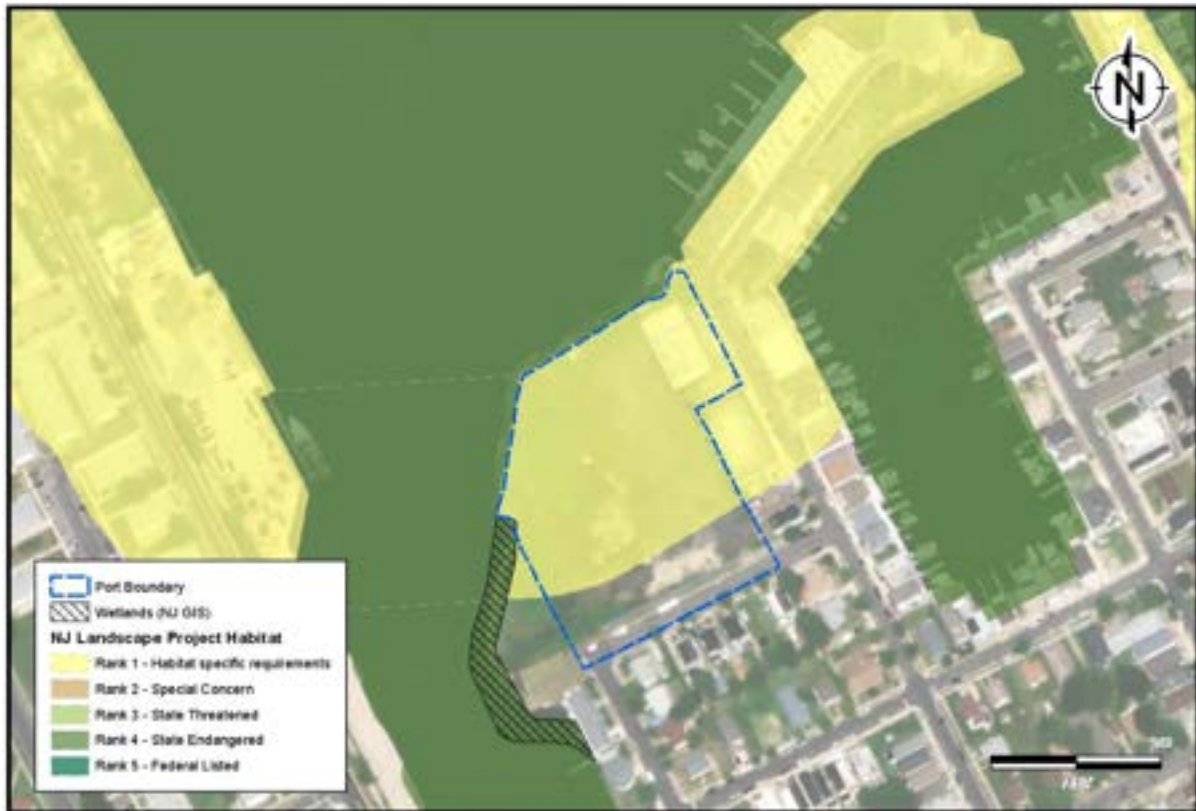 N
Port Boundary
Wetlands (NJ GIS)
NJ Landscape Project Habitat
Rank 1 - Habitat specific requirements
Rank 2 - Special Concern
Rank 3 - State Threatened
Rank 4 - State Endangered
Rank 5 - Federal Listed